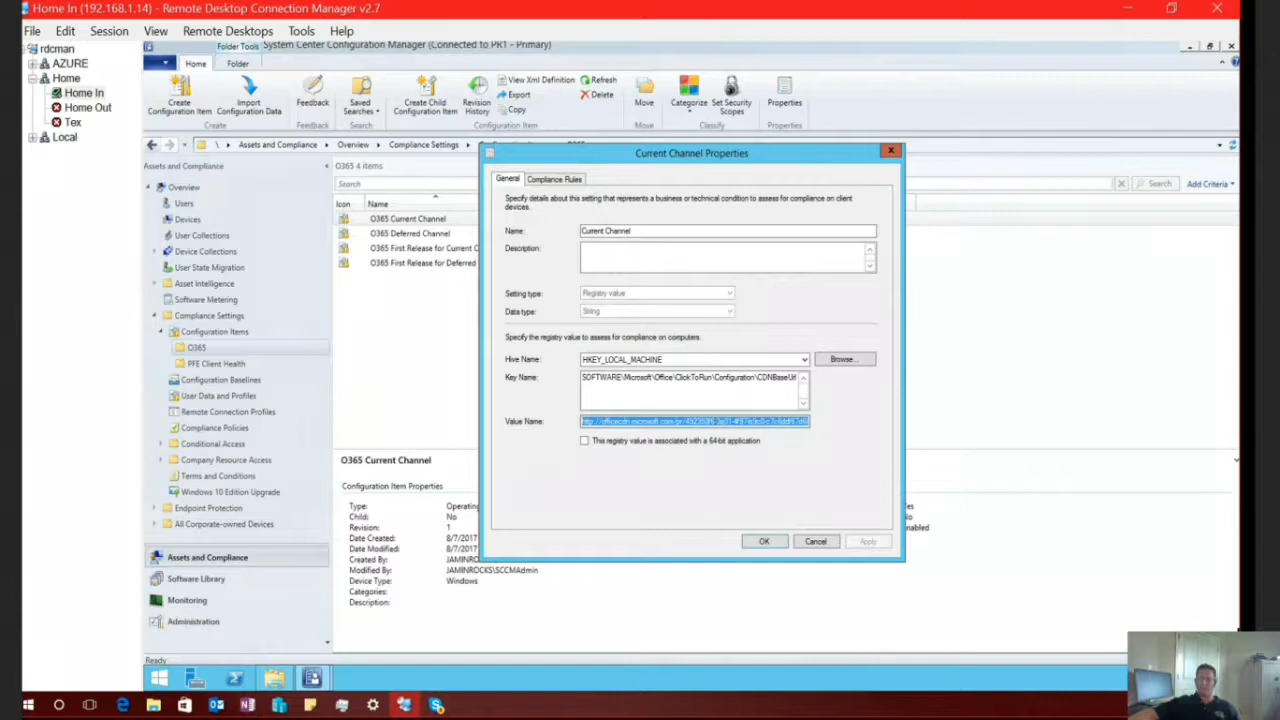 Home In (192.168.1.14) - Remote Desktop Connection Manager v2.7
File Edit Session View Remote Desktops Tools Help
rdcman
AZURE
Home
Home In
Home Out
Tex
Local
Folder Tools System Center Configuration Manager (Connected to PR1 - Primary)
Home Folder
Create Configuration Item
Import Configuration Data
Create
Feedback
Feedback
Saved Searches
Search
Create Child Configuration Item
Revision History
View Xml Definition
Export
Copy
Refresh
Delete
Configuration Item
Move
Move
Categorize
Set Security Scopes
Classify
Properties
Properties
\ Assets and Compliance Overview Compliance Settings
Assets and Compliance
Overview
Users
Devices
User Collections
Device Collections
User State Migration
Asset Intelligence
Software Metering
Compliance Settings
Configuration Items
O365
PFE Client Health
Configuration Baselines
User Data and Profiles
Remote Connection Profiles
Compliance Policies
Conditional Access
Company Resource Access
Terms and Conditions
Windows 10 Edition Upgrade
Endpoint Protection
All Corporate-owned Devices
Assets and Compliance
Software Library
Monitoring
Administration
Ready
O365 4 items
Search
Search
Add Criteria
Icon Name
O365 Current Channel
O365 Deferred Channel
O365 First Release for Current C
O365 First Release for Deferred
O365 Current Channel
Configuration Item Properties
Type: Operating
Child: No
Revision: 1
Date Created: 8/7/2017
Date Modified: 8/7/2017
Created By: JAMINROCKS\SCCMAdmin
Modified By: JAMINROCKS\SCCMAdmin
Device Type: Windows
Categories:
Description:
Current Channel Properties
General Compliance Rules
Specify details about this setting that represents a business or technical condition to assess for compliance on client
devices.
Name: Current Channel
Description:
Setting type: Registry value
Data type: String
Specify the registry value to assess for compliance on computers.
Hive Name: HKEY_LOCAL_MACHINE Browse...
Key Name: SOFTWARE\Microsoft\Office\ClickToRun\Configuration\CDNBaseUrl
Value Name:
This registry value is associated with a 64-bit application
OK Cancel Apply